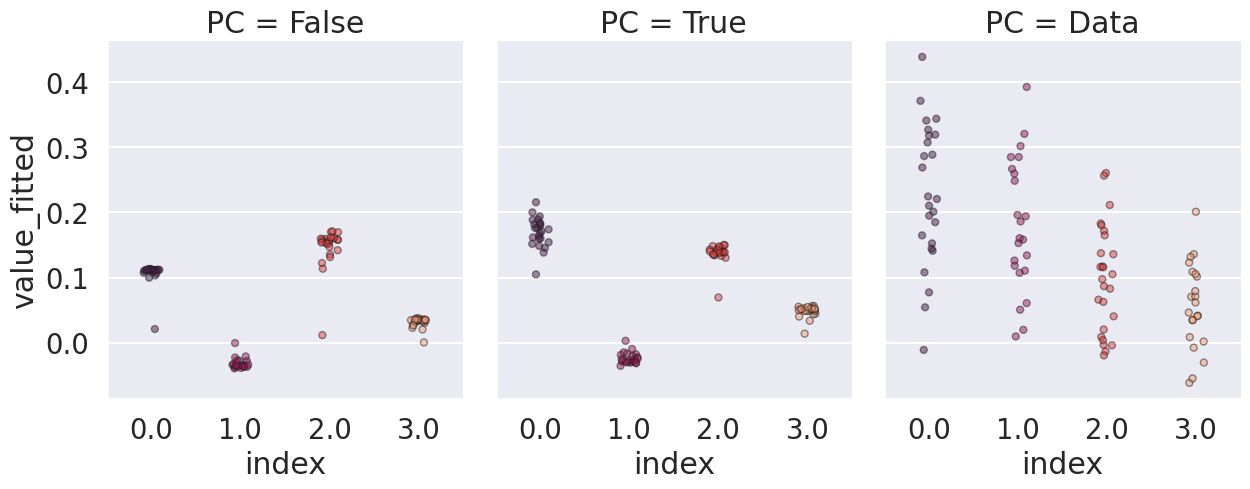 PC = False
PC = True
PC = Data
value_fitted
0.4
0.3
0.2
0.1
0.0
0.0 1.0 2.0 3.0
index
0.0 1.0 2.0 3.0
index
0.0 1.0 2.0 3.0
index